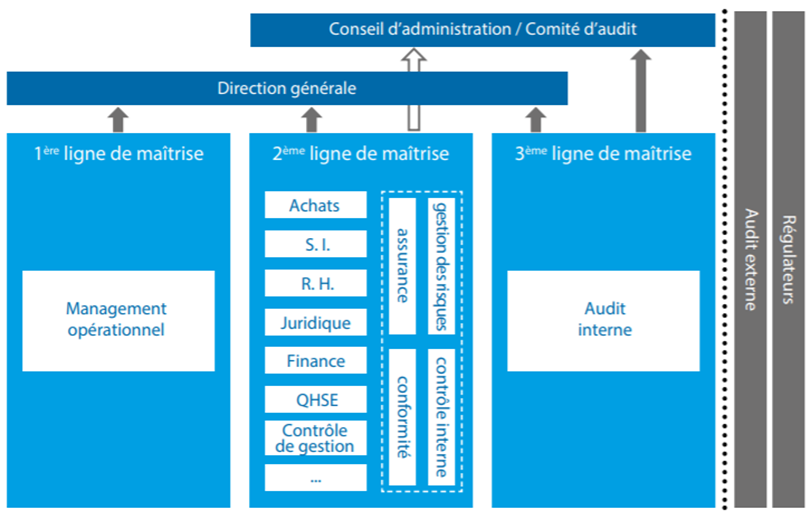 Conseil d'administration / Comité d'audit
Direction générale
1ère ligne de maîtrise
Management
opérationnel
2ème ligne de maîtrise
Achats
S. I.
R. H.
Juridique
Finance
QHSE
Contrôle
de gestion
...
assurance
gestion des risques
conformité
contrôle interne
3ème ligne de maîtrise
Audit
interne
Audit externe
Régulateurs